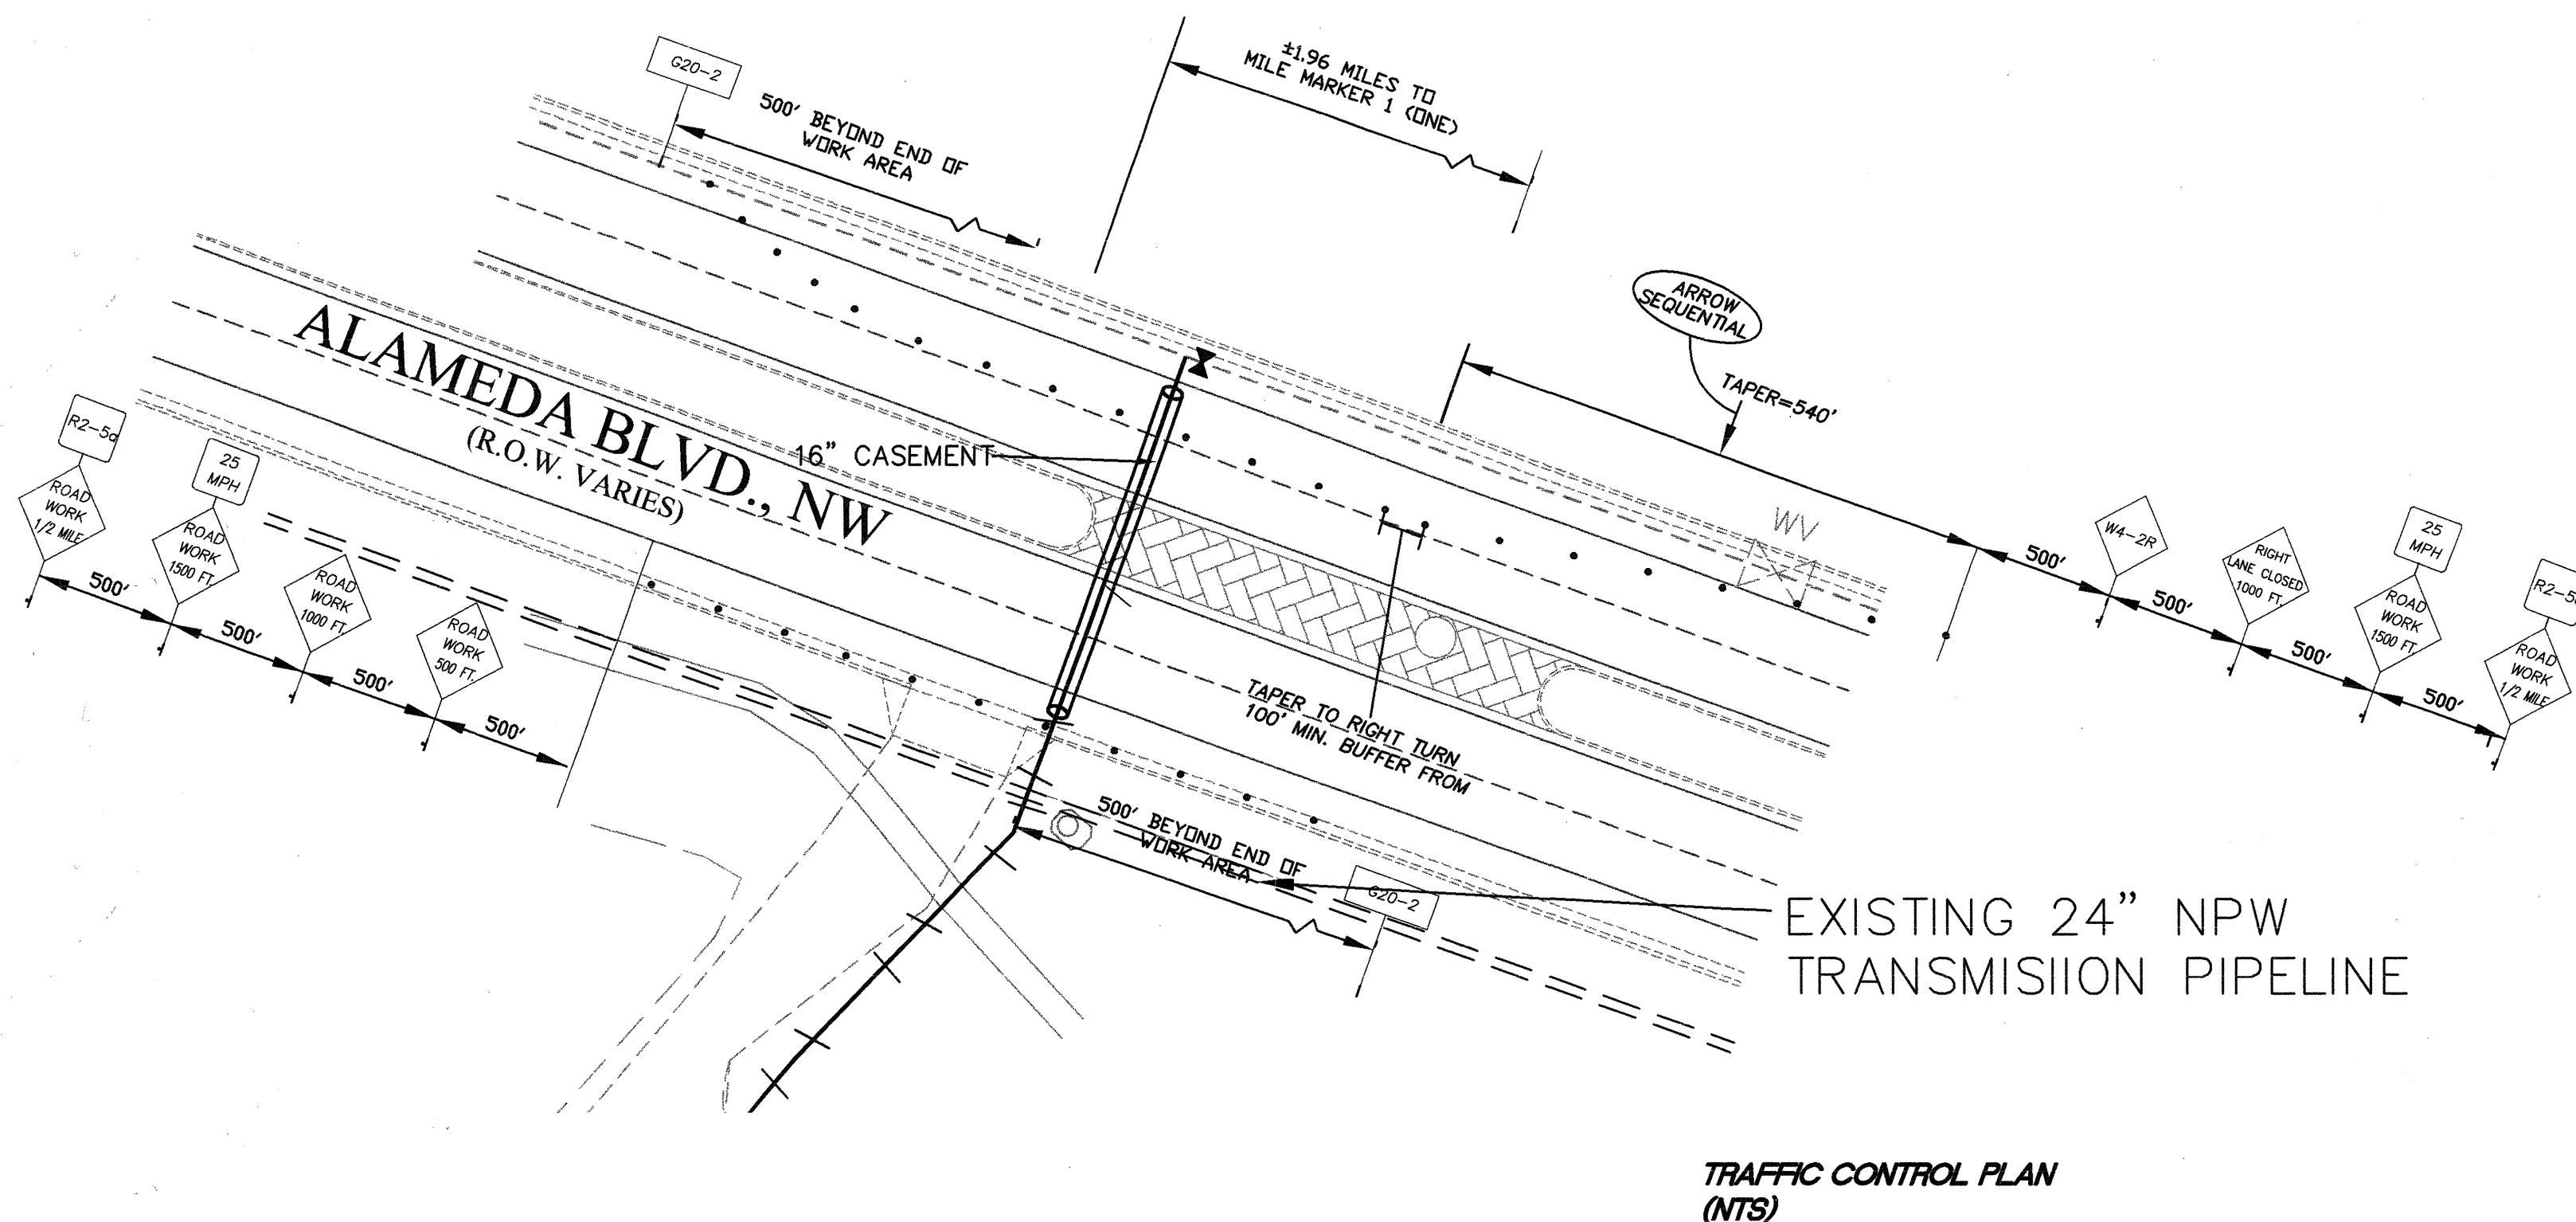 G20-2
500' BEYOND END OF
WORK AREA
±1.96 MILES TO
MILE MARKER 1 (ONE)
ARROW
SEQUENTIAL
TAPER=540'
ALAMEDA BLVD., NW
(R.O.W. VARIES)
16" CASEMENT
WV
R2-5a
ROAD
WORK
1/2 MILE
25
MPH
ROAD
WORK
1500 FT.
ROAD
WORK
1000 FT.
ROAD
WORK
500 FT.
500'
500'
500'
500'
500'
500'
500'
500'
W4-2R
RIGHT
LANE CLOSED
1000 FT.
25
MPH
ROAD
WORK
1500 FT.
R2-5
ROAD
WORK
1/2 MILE
TAPER TO RIGHT TURN
100' MIN. BUFFER FROM
500' BEYOND END OF
WORK AREA
G20-2
EXISTING 24" NPW
TRANSMISIION PIPELINE
TRAFFIC CONTROL PLAN
(NTS)